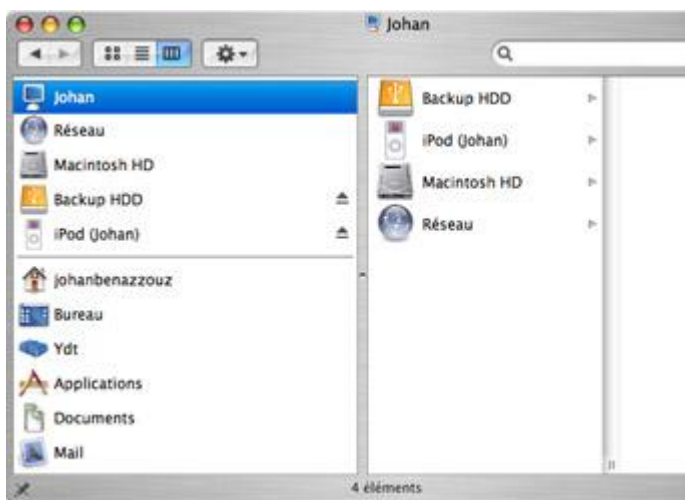 Johan
Johan
Réseau
Macintosh HD
Backup HDD
iPod (Johan)
johanbenazzouz
Bureau
Ydt
Applications
Documents
Mail
Backup HDD
iPod (Johan)
Macintosh HD
Réseau
4 éléments